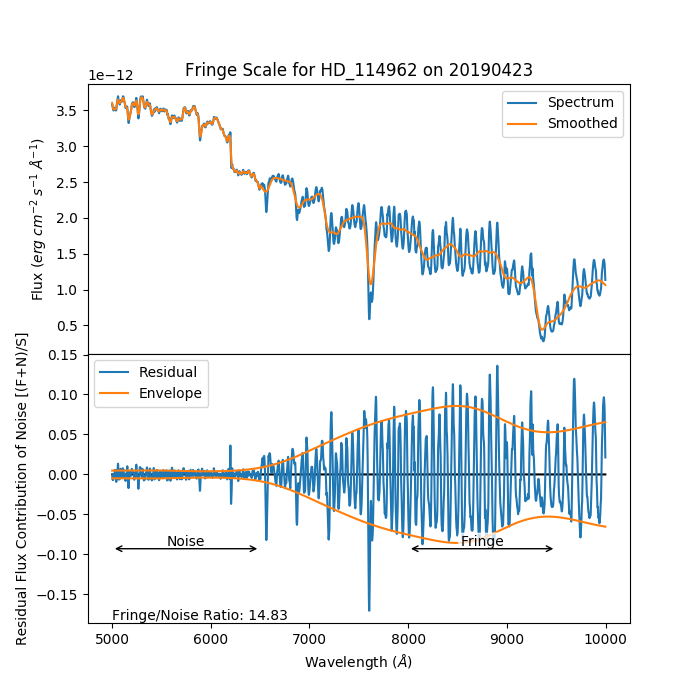 Fringe Scale for HD_114962 on 20190423
1e−12
3.5
3.0
2.5
2.0
1.5
1.0
0.5
Flux (erg cm⁻² s⁻¹ Å⁻¹)
Spectrum
Smoothed
0.15
0.10
0.05
0.00
−0.05
−0.10
−0.15
Residual Flux Contribution of Noise [(F+N)/S]
Residual
Envelope
Noise
Fringe
Fringe/Noise Ratio: 14.83
5000 6000 7000 8000 9000 10000
Wavelength (Å)